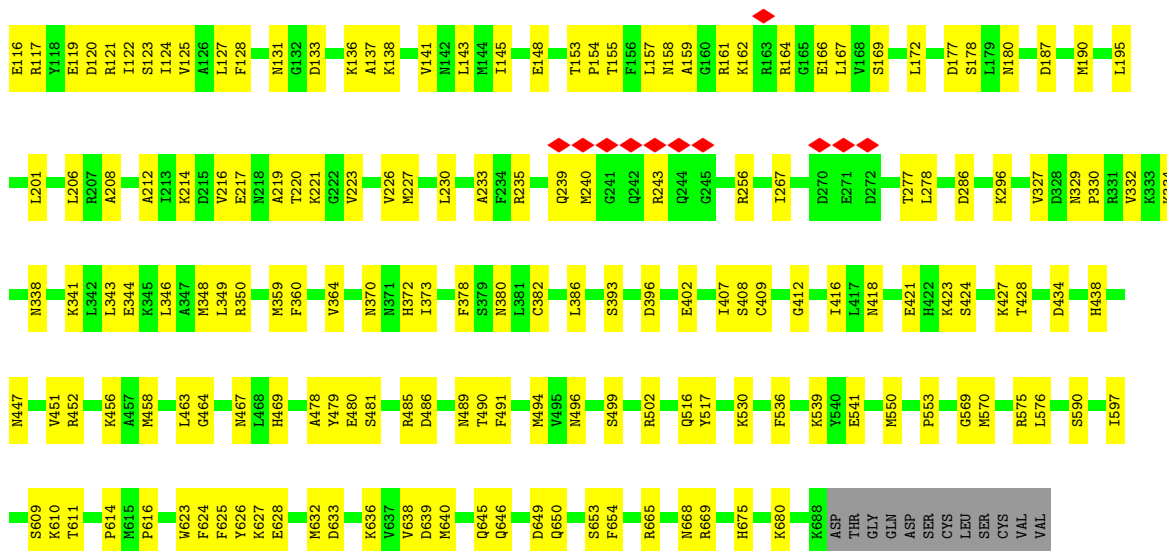 E116 R117 Y118 E119 D120 R121 I122 S123 I124 V125 A126 L127 F128 N131 G132 D133 K136 A137 K138 V141 N142 L143 M144 I145 E148 T153 P154 T155 F156 L157 N158 A159 G160 R161 K162 R163 R164 G165 E166 L167 V168 S169 L172 D177 S178 L179 N180 D187 M190 L195
L201 L206 R207 A208 A212 I213 K214 D215 V216 E217 N218 A219 T220 K221 G222 V223 V226 M227 L230 A233 F234 R235 Q239 M240 G241 Q242 R243 Q244 G245 R256 I267 D270 E271 D272 T277 L278 D286 K296 V327 D328 N329 P330 R331 V332 K333 K334
N338 K341 L342 L343 E344 K345 L346 A347 M348 L349 R350 M359 F360 V364 N370 N371 H372 I373 F378 S379 N380 L381 C382 L386 S393 D396 E402 I407 S408 C409 G412 I416 L417 N418 E421 H422 K423 S424 K427 T428 D434 H438
N447 V451 R452 K456 A457 M458 L463 G464 N467 L468 H469 A478 Y479 E480 S481 R485 D486 N489 T490 F491 M494 V495 N496 S499 R502 Q516 Y517 K530 F536 K539 Y540 E541 M550 P553 G569 M570 R575 L576 S590 I597
S609 K610 T611 P614 M615 P616 W623 F624 F625 Y626 K627 E628 M632 D633 K636 V637 V638 D639 M640 Q645 Q646 D649 Q650 S653 F654 R665 N668 R669 H675 K680 K688 ASP THR GLY GLN ASP SER CYS LEU SER CYS VAL VAL